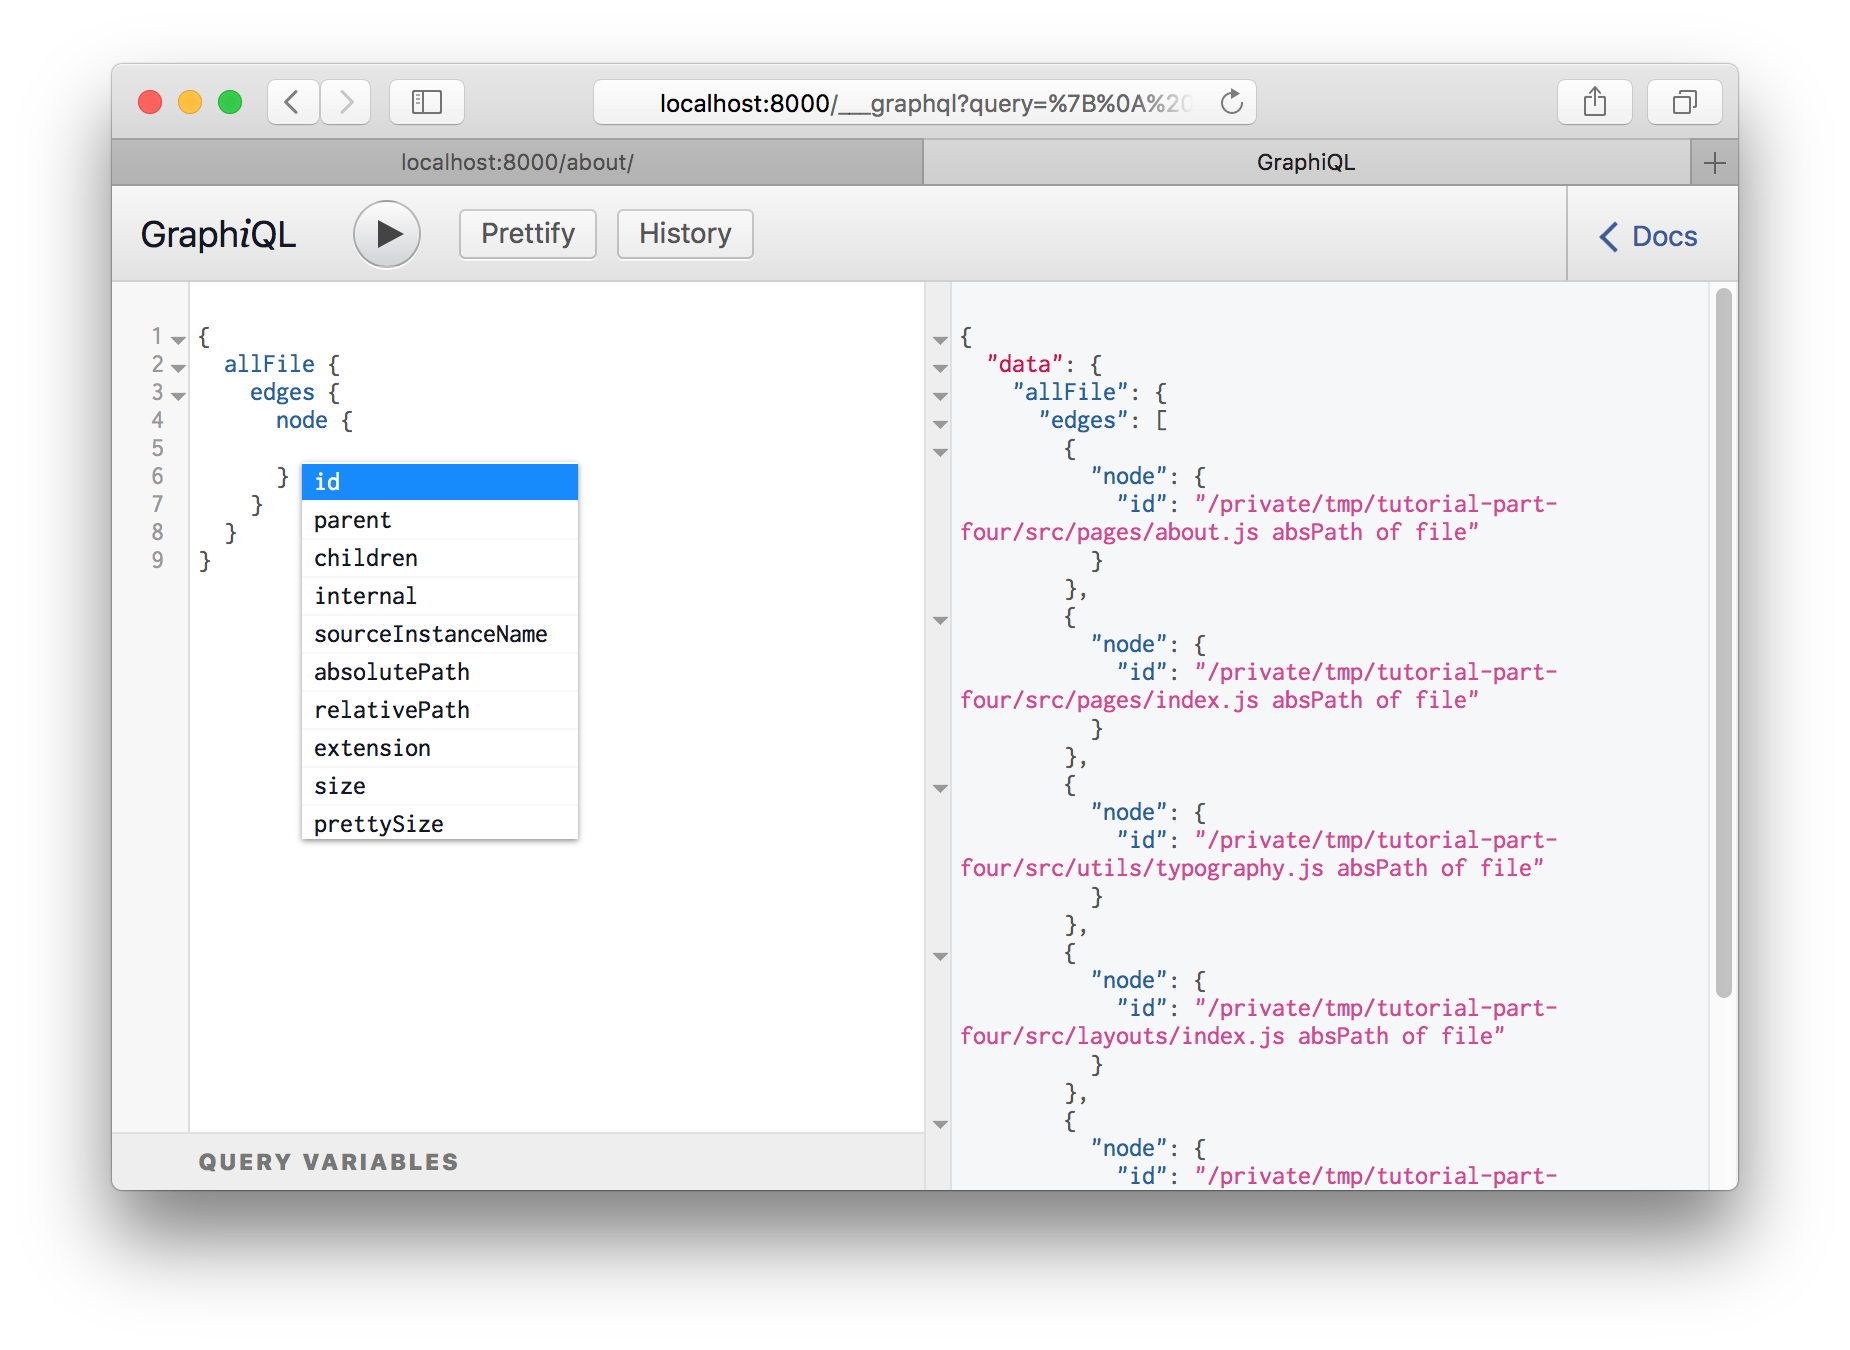 localhost:8000/___graphql?query=%7B%0A%20
localhost:8000/about/
GraphiQL
GraphiQL
Prettify
History
Docs
1 {
2 allFile {
3 edges {
4 node {
5
6 }
7 }
8 }
9 }
id
parent
children
internal
sourceInstanceName
absolutePath
relativePath
extension
size
prettySize
QUERY VARIABLES
{
"data": {
"allFile": {
"edges": [
{
"node": {
"id": "/private/tmp/tutorial-part-
four/src/pages/about.js absPath of file"
}
},
{
"node": {
"id": "/private/tmp/tutorial-part-
four/src/pages/index.js absPath of file"
}
},
{
"node": {
"id": "/private/tmp/tutorial-part-
four/src/utils/typography.js absPath of file"
}
},
{
"node": {
"id": "/private/tmp/tutorial-part-
four/src/layouts/index.js absPath of file"
}
},
{
"node": {
"id": "/private/tmp/tutorial-part-